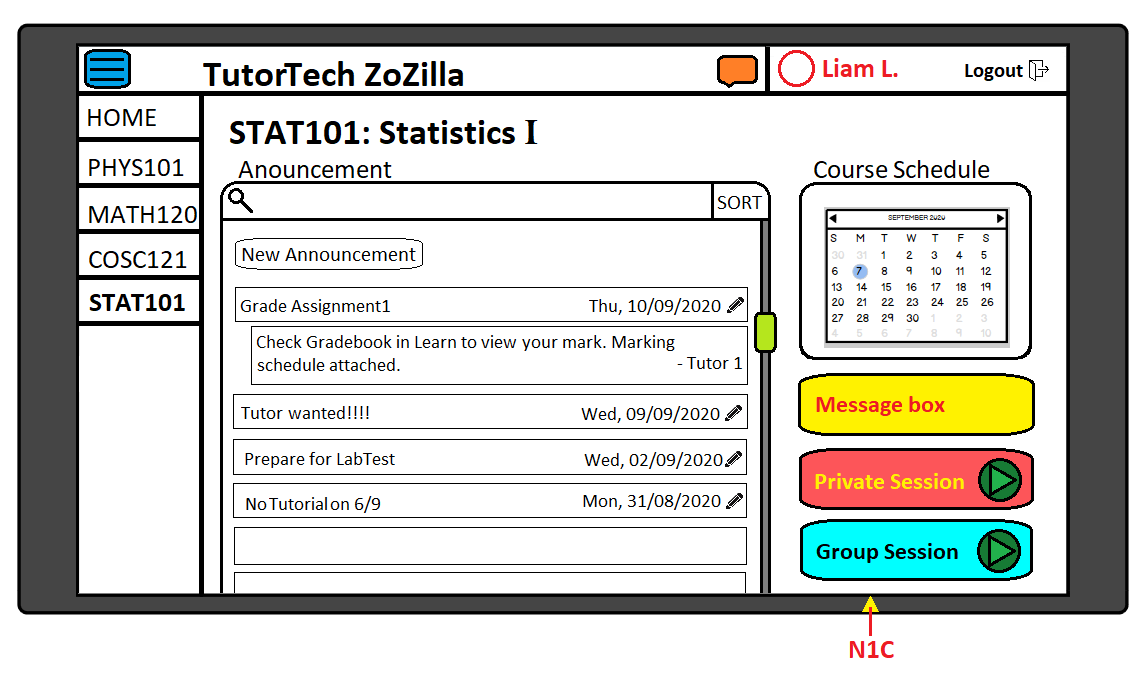 TutorTech ZoZilla
Liam L.
Logout
HOME
PHYS101
MATH120
COSC121
STAT101
STAT101: Statistics I
Anouncement
SORT
New Announcement
Grade Assignment1 Thu, 10/09/2020
Check Gradebook in Learn to view your mark. Marking
schedule attached. - Tutor 1
Tutor wanted!!!! Wed, 09/09/2020
Prepare for LabTest Wed, 02/09/2020
No Tutorial on 6/9 Mon, 31/08/2020
Course Schedule
SEPTEMBER 2020
S M T W T F S
30 31 1 2 3 4 5
6 7 8 9 10 11 12
13 14 15 16 17 18 19
20 21 22 23 24 25 26
27 28 29 30 1 2 3
4 5 6 7 8 9 10
Message box
Private Session
Group Session
N1C